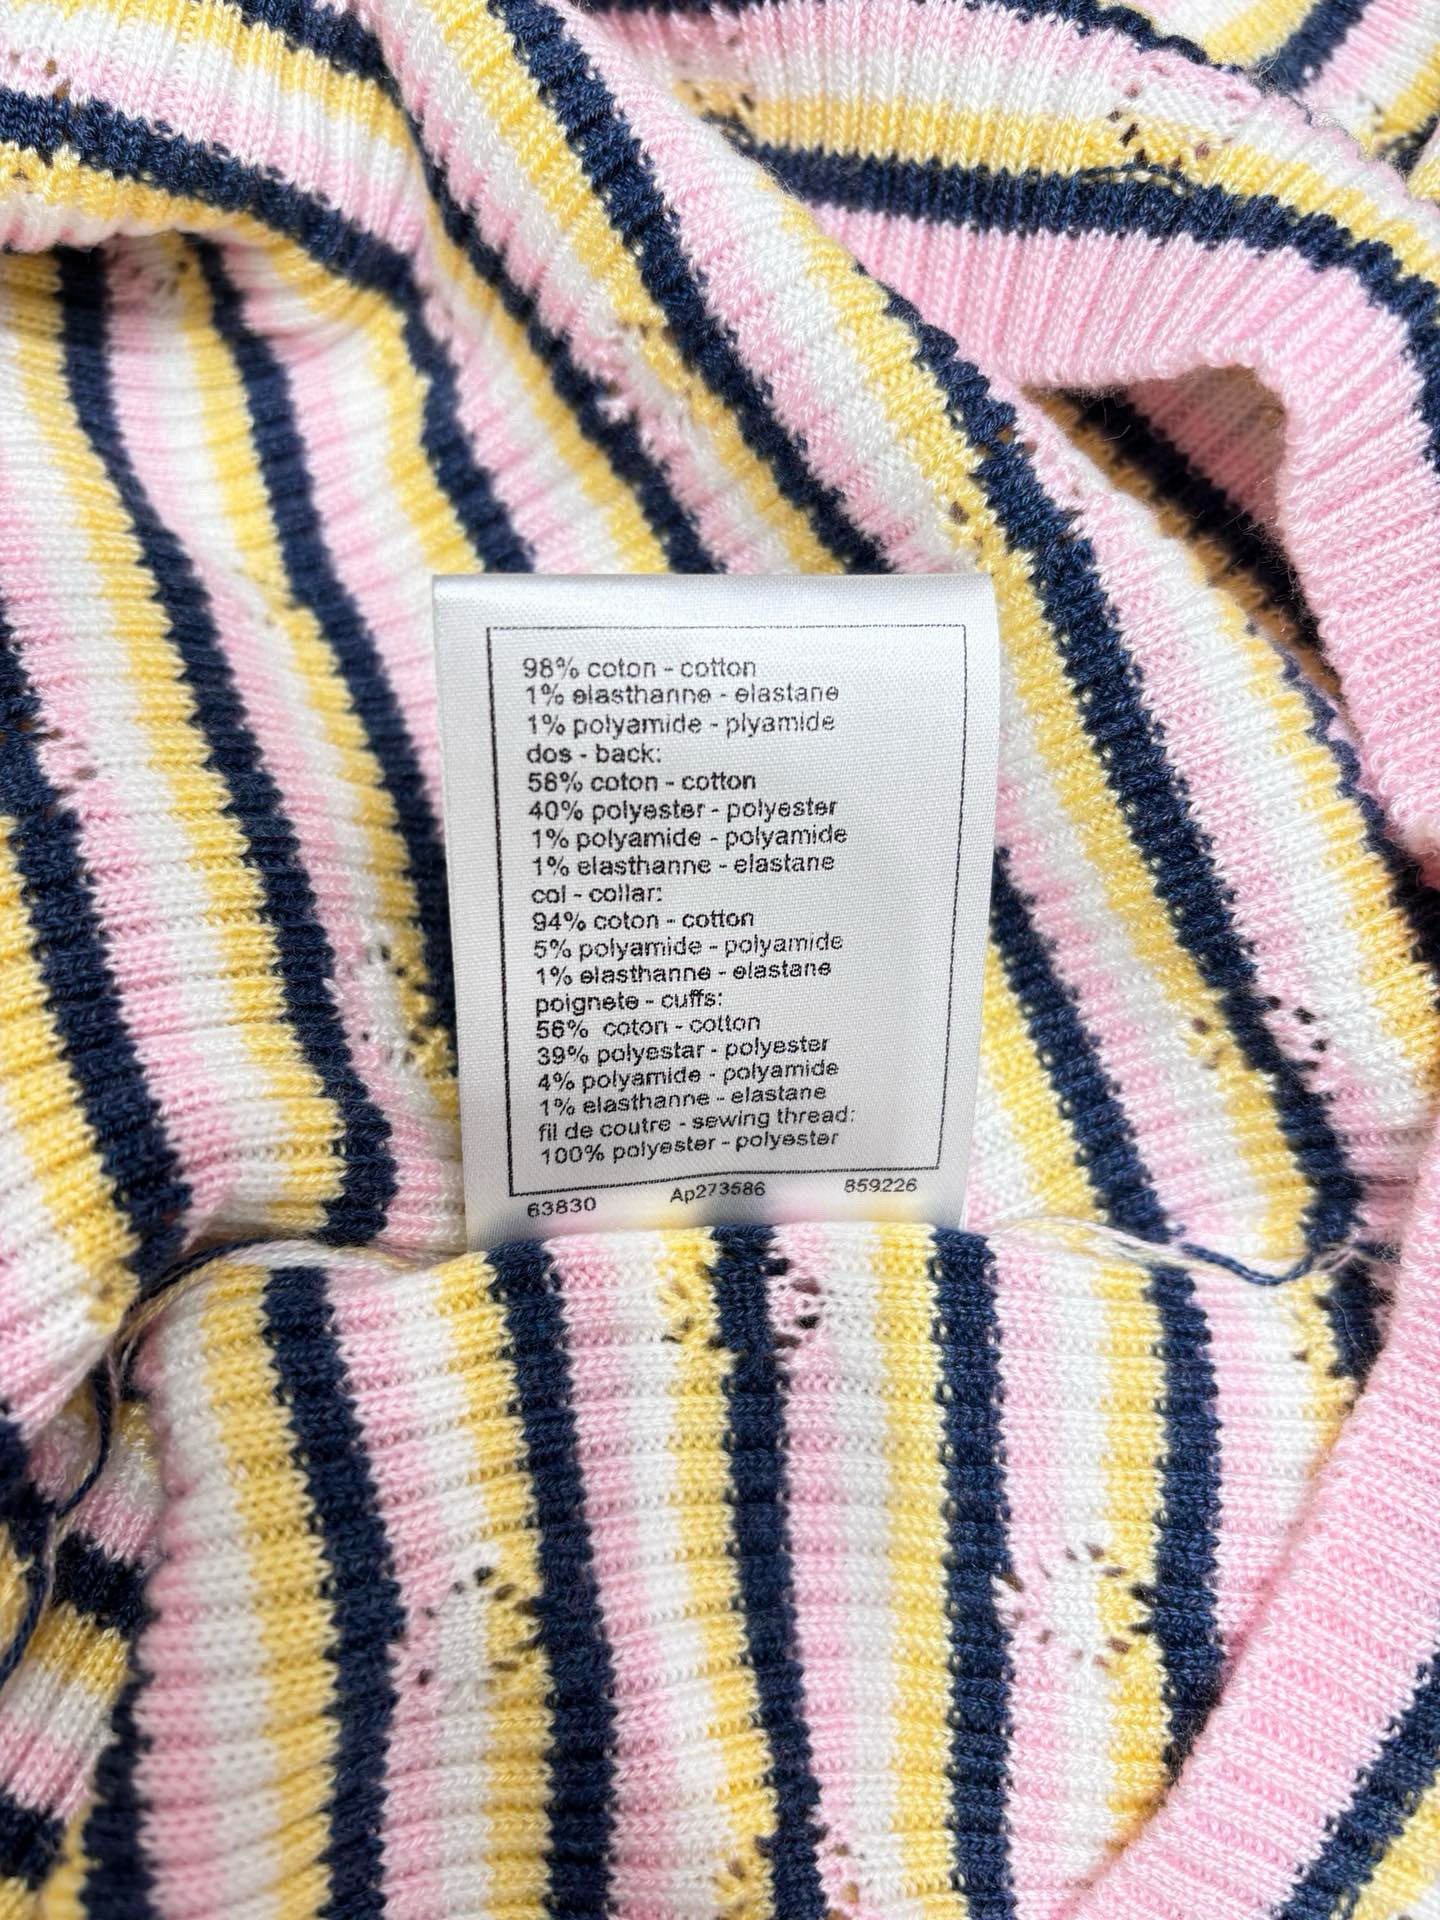 98% coton - cotton
1% elasthanne - elastane
1% polyamide - plyamide
dos - back:
58% coton - cotton
40% polyester - polyester
1% polyamide - polyamide
1% elasthanne - elastane
col - collar:
94% coton - cotton
5% polyamide - polyamide
1% elasthanne - elastane
poignete - cuffs:
56% coton - cotton
39% polyestar - polyester
4% polyamide - polyamide
1% elasthanne - elastane
fil de coutre - sewing thread:
100% polyester - polyester
63830 Ap273586 859226